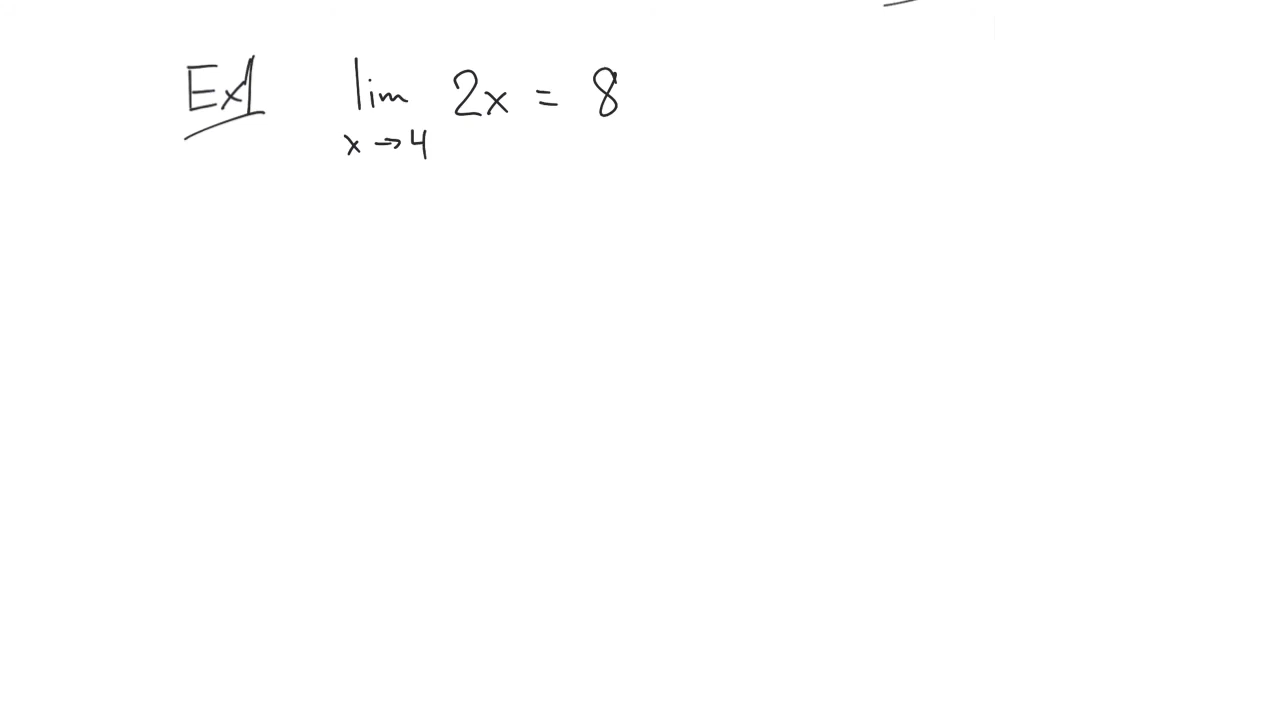 Ex1 lim 2x = 8
x → 4